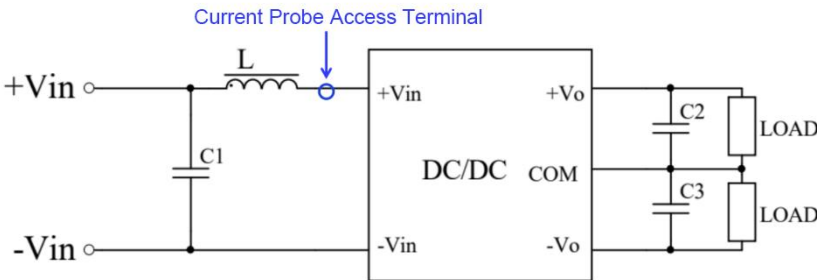 Current Probe Access Terminal
L
+Vin
+Vin
+Vo
C2
LOAD
C1
DC/DC
COM
C3
LOAD
-Vin
-Vin
-Vo